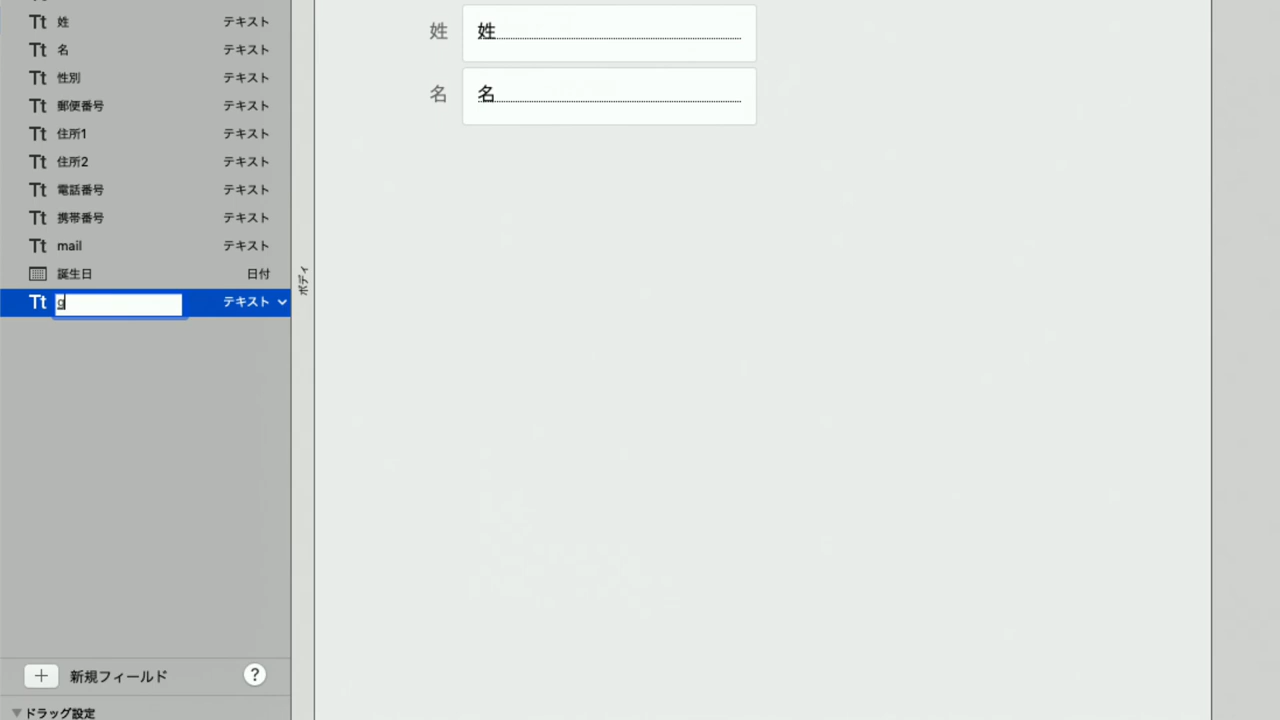 Tt 姓 テキスト
Tt 名 テキスト
Tt 性別 テキスト
Tt 郵便番号 テキスト
Tt 住所1 テキスト
Tt 住所2 テキスト
Tt 電話番号 テキスト
Tt 携帯番号 テキスト
Tt mail テキスト
誕生日 日付
Tt g テキスト
新規フィールド ?
ドラッグ設定
ボディ
姓 姓
名 名